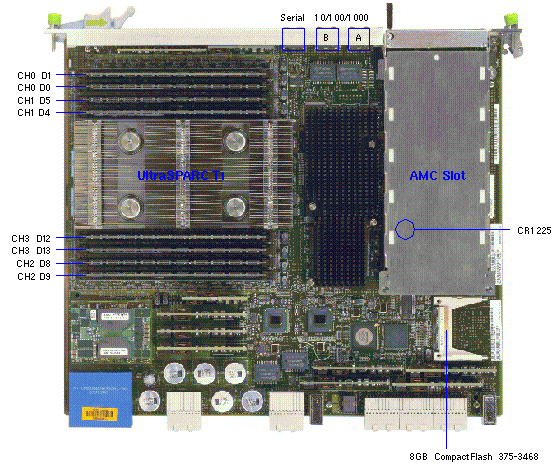 Serial 10/100/1000
B A
CH0 D1
CH0 D0
CH1 D5
CH1 D4
UltraSPARC T1
AMC Slot
CR1225
CH3 D12
CH3 D13
CH2 D8
CH2 D9
8GB CompactFlash 375-3468